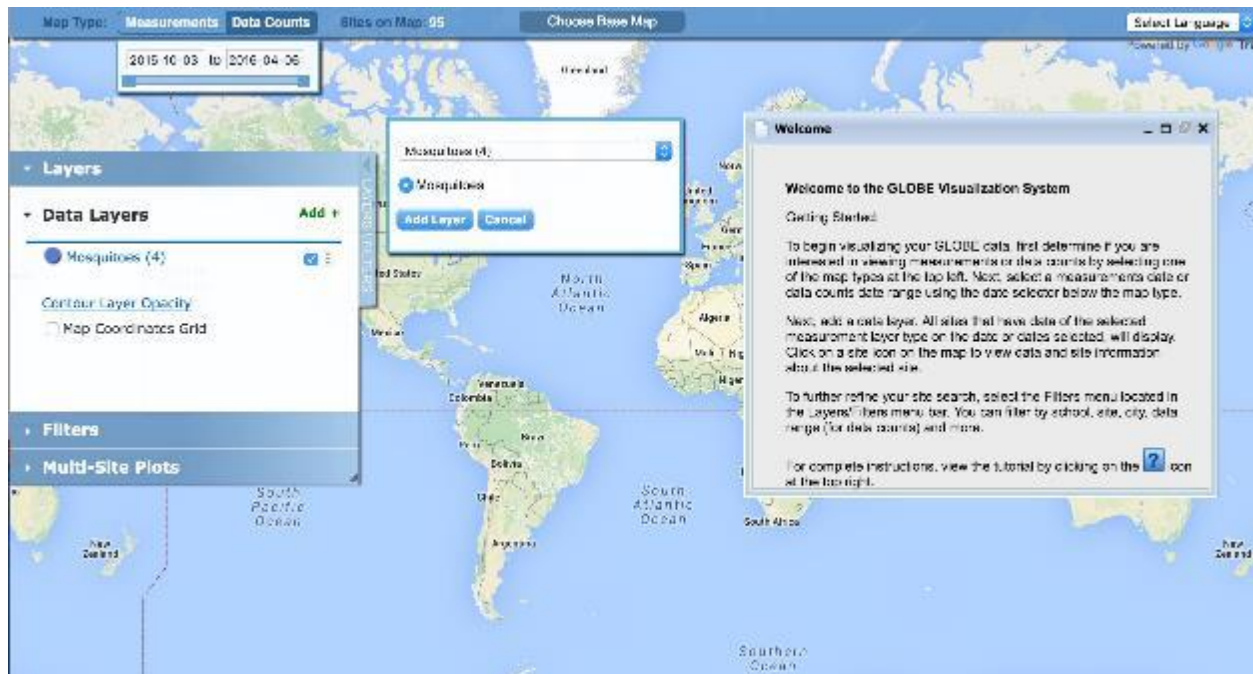 Map Type: Measurements Data Counts Sites on Map: 95 Choose Base Map Select Language
Powered by Google
2015-10-03 to 2016-04-06
Greenland
Layers
LAYERS/FILTERS
Data Layers Add +
Mosquitoes (4)
Contour Layer Opacity
Map Coordinates Grid
Filters
Multi-Site Plots
Mosquitoes (4)
Mosquitoes
Add Layer Cancel
Welcome
Welcome to the GLOBE Visualization System
Getting Started
To begin visualizing your GLOBE data, first determine if you are
interested in viewing measurements or data counts by selecting one
of the map types at the top left. Next, select a measurements date or
data counts date range using the date selector below the map type.
Next, add a data layer. All sites that have data of the selected
measurement layer type on the date or dates selected, will display.
Click on a site icon on the map to view data and site information
about the selected site.
To further refine your site search, select the Filters menu located in
the Layers/Filters menu bar. You can filter by school, site, city, data
range (for data counts) and more.
For complete instructions, view the tutorial by clicking on the ? icon
at the top right.
United
Spain
States
North
Atlantic
Ocean
Mexico
Algeria
Mali
Niger
Venezuela
Colombia
Peru
Brazil
Bolivia
Chile
Argentina
South
Pacific
Ocean
South
Atlantic
Ocean
South Africa
New
Zealand
New
Zealand
Southern
Ocean